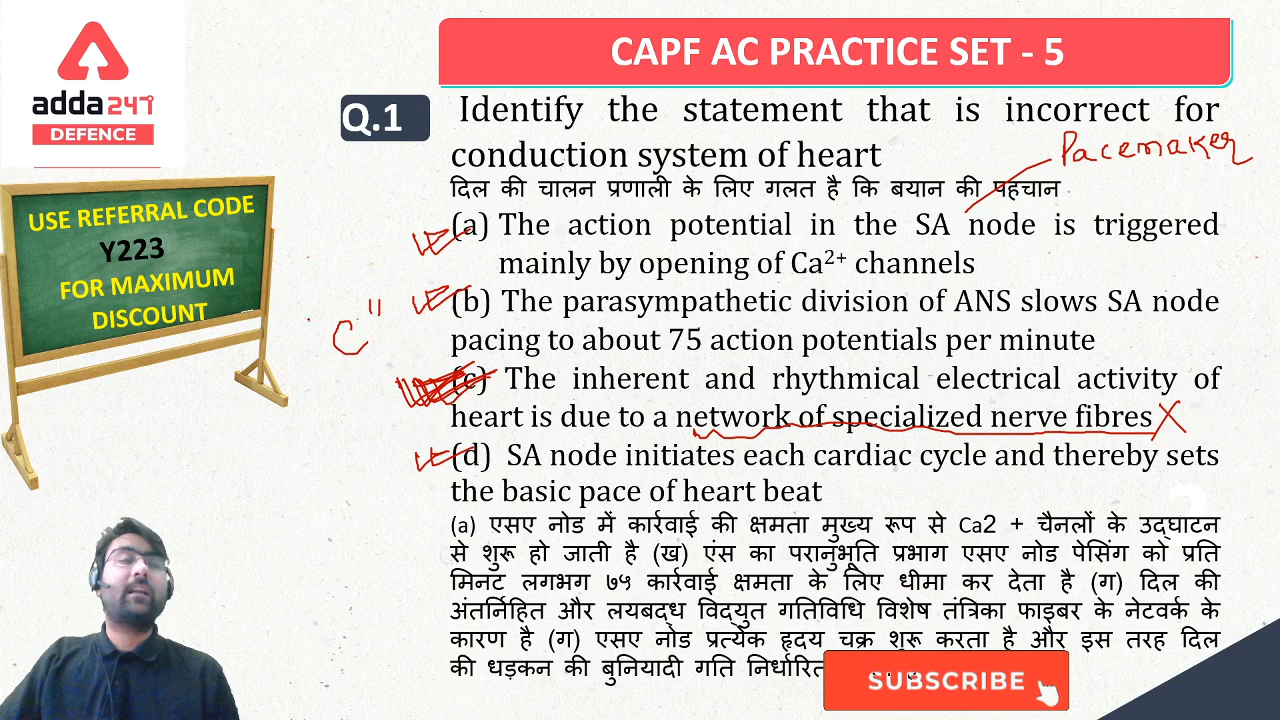 adda247
DEFENCE
USE REFERRAL CODE
Y223
FOR MAXIMUM
DISCOUNT
CAPF AC PRACTICE SET - 5
Q.1
Identify the statement that is incorrect for
conduction system of heart
Pacemaker
दिल की चालन प्रणाली के लिए गलत है कि बयान की पहचान
(a) The action potential in the SA node is triggered
mainly by opening of Ca²⁺ channels
(b) The parasympathetic division of ANS slows SA node
pacing to about 75 action potentials per minute
C"
(c) The inherent and rhythmical electrical activity of
heart is due to a network of specialized nerve fibres X
(d) SA node initiates each cardiac cycle and thereby sets
the basic pace of heart beat
(a) एसए नोड में कार्रवाई की क्षमता मुख्य रूप से Ca2 + चैनलों के उद्घाटन
से शुरू हो जाती है (ख) एंस का परानुभूति प्रभाग एसए नोड पेसिंग को प्रति
मिनट लगभग ७५ कार्रवाई क्षमता के लिए धीमा कर देता है (ग) दिल की
अंतर्निहित और लयबद्ध विद्युत गतिविधि विशेष तंत्रिका फाइबर के नेटवर्क के
कारण है (ग) एसए नोड प्रत्येक हृदय चक्र शुरू करता है और इस तरह दिल
की धड़कन की बुनियादी गति निर्धारित
SUBSCRIBE